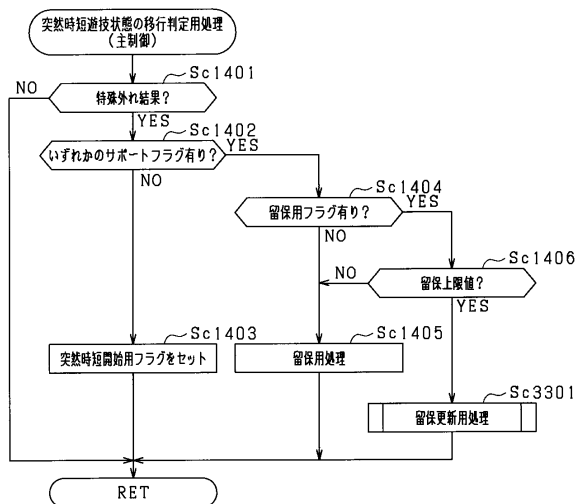 突然時短遊技状態の移行判定用処理
（主制御）
Sc1401
NO
特殊外れ結果？
YES
Sc1402
いずれかのサポートフラグ有り？
YES
NO
Sc1404
留保用フラグ有り？
YES
NO
Sc1406
NO
留保上限値？
YES
Sc1403
突然時短開始用フラグをセット
Sc1405
留保用処理
Sc3301
留保更新用処理
RET